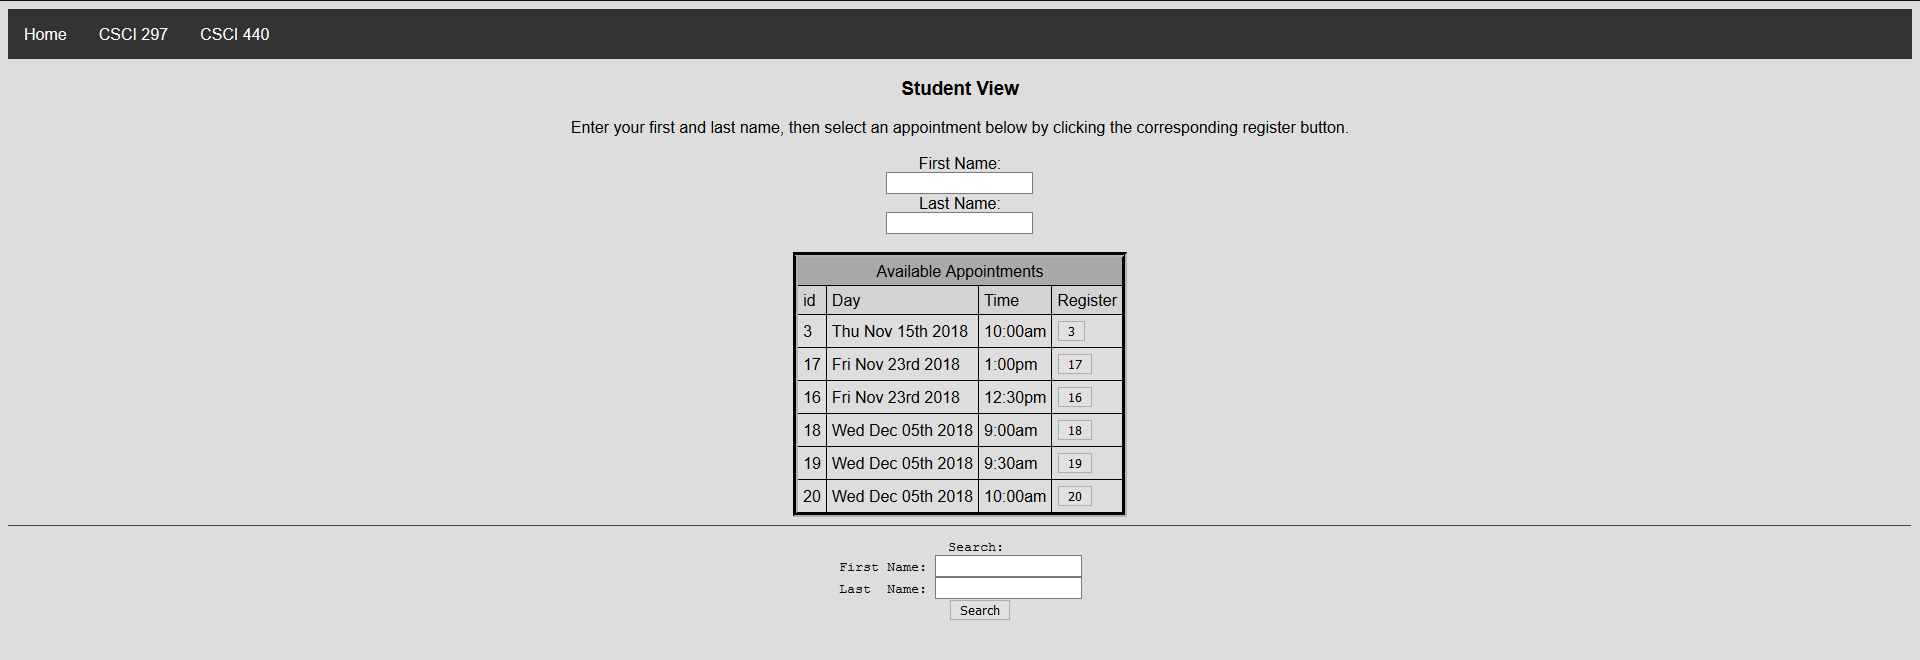 Home CSCI 297 CSCI 440
Student View
Enter your first and last name, then select an appointment below by clicking the corresponding register button.
First Name:
Last Name:
Available Appointments
id Day Time Register
3 Thu Nov 15th 2018 10:00am 3
17 Fri Nov 23rd 2018 1:00pm 17
16 Fri Nov 23rd 2018 12:30pm 16
18 Wed Dec 05th 2018 9:00am 18
19 Wed Dec 05th 2018 9:30am 19
20 Wed Dec 05th 2018 10:00am 20
Search:
First Name:
Last Name:
Search